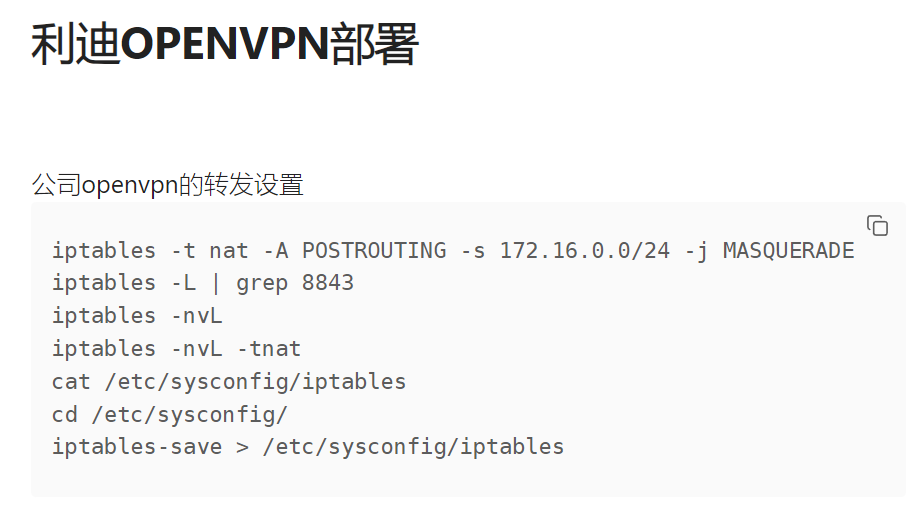 利迪OPENVPN部署
公司openvpn的转发设置
iptables -t nat -A POSTROUTING -s 172.16.0.0/24 -j MASQUERADE
iptables -L | grep 8843
iptables -nvL
iptables -nvL -tnat
cat /etc/sysconfig/iptables
cd /etc/sysconfig/
iptables-save > /etc/sysconfig/iptables